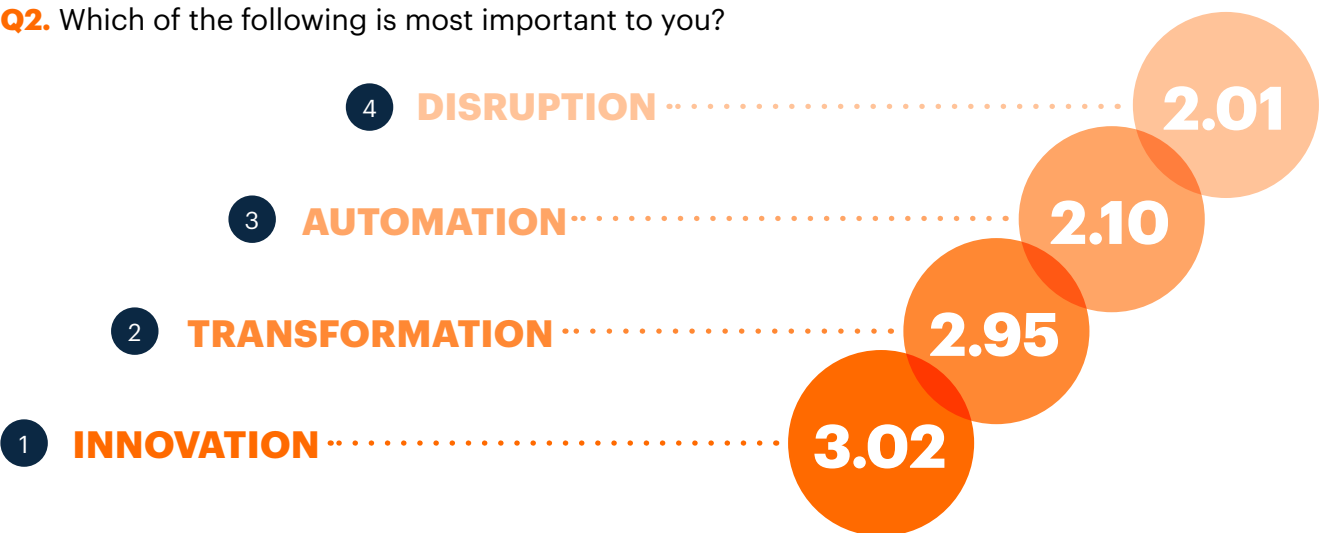 Q2. Which of the following is most important to you?
4 DISRUPTION 2.01
3 AUTOMATION 2.10
2 TRANSFORMATION 2.95
1 INNOVATION 3.02